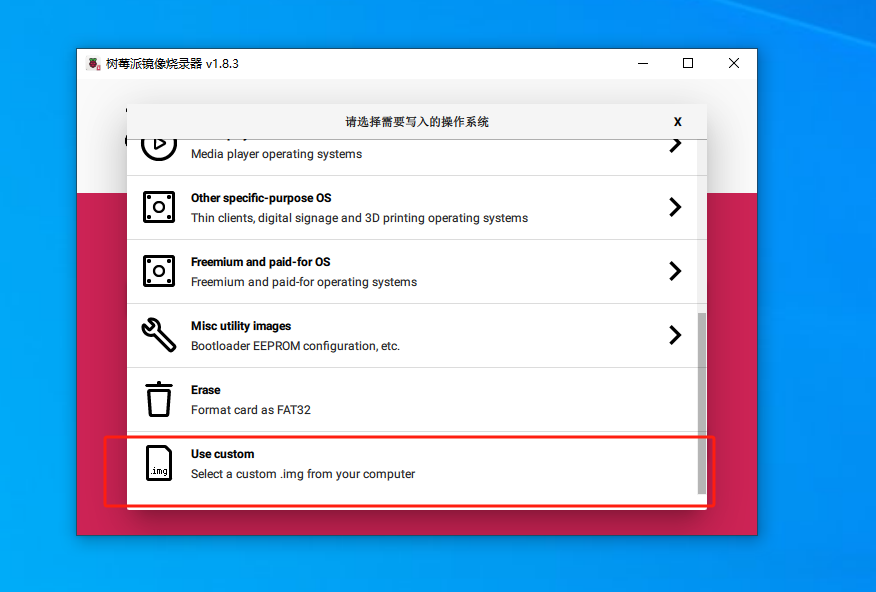 树莓派镜像烧录器 v1.8.3
请选择需要写入的操作系统
X
Media player operating systems
Other specific-purpose OS
Thin clients, digital signage and 3D printing operating systems
Freemium and paid-for OS
Freemium and paid-for operating systems
Misc utility images
Bootloader EEPROM configuration, etc.
Erase
Format card as FAT32
Use custom
.img
Select a custom .img from your computer